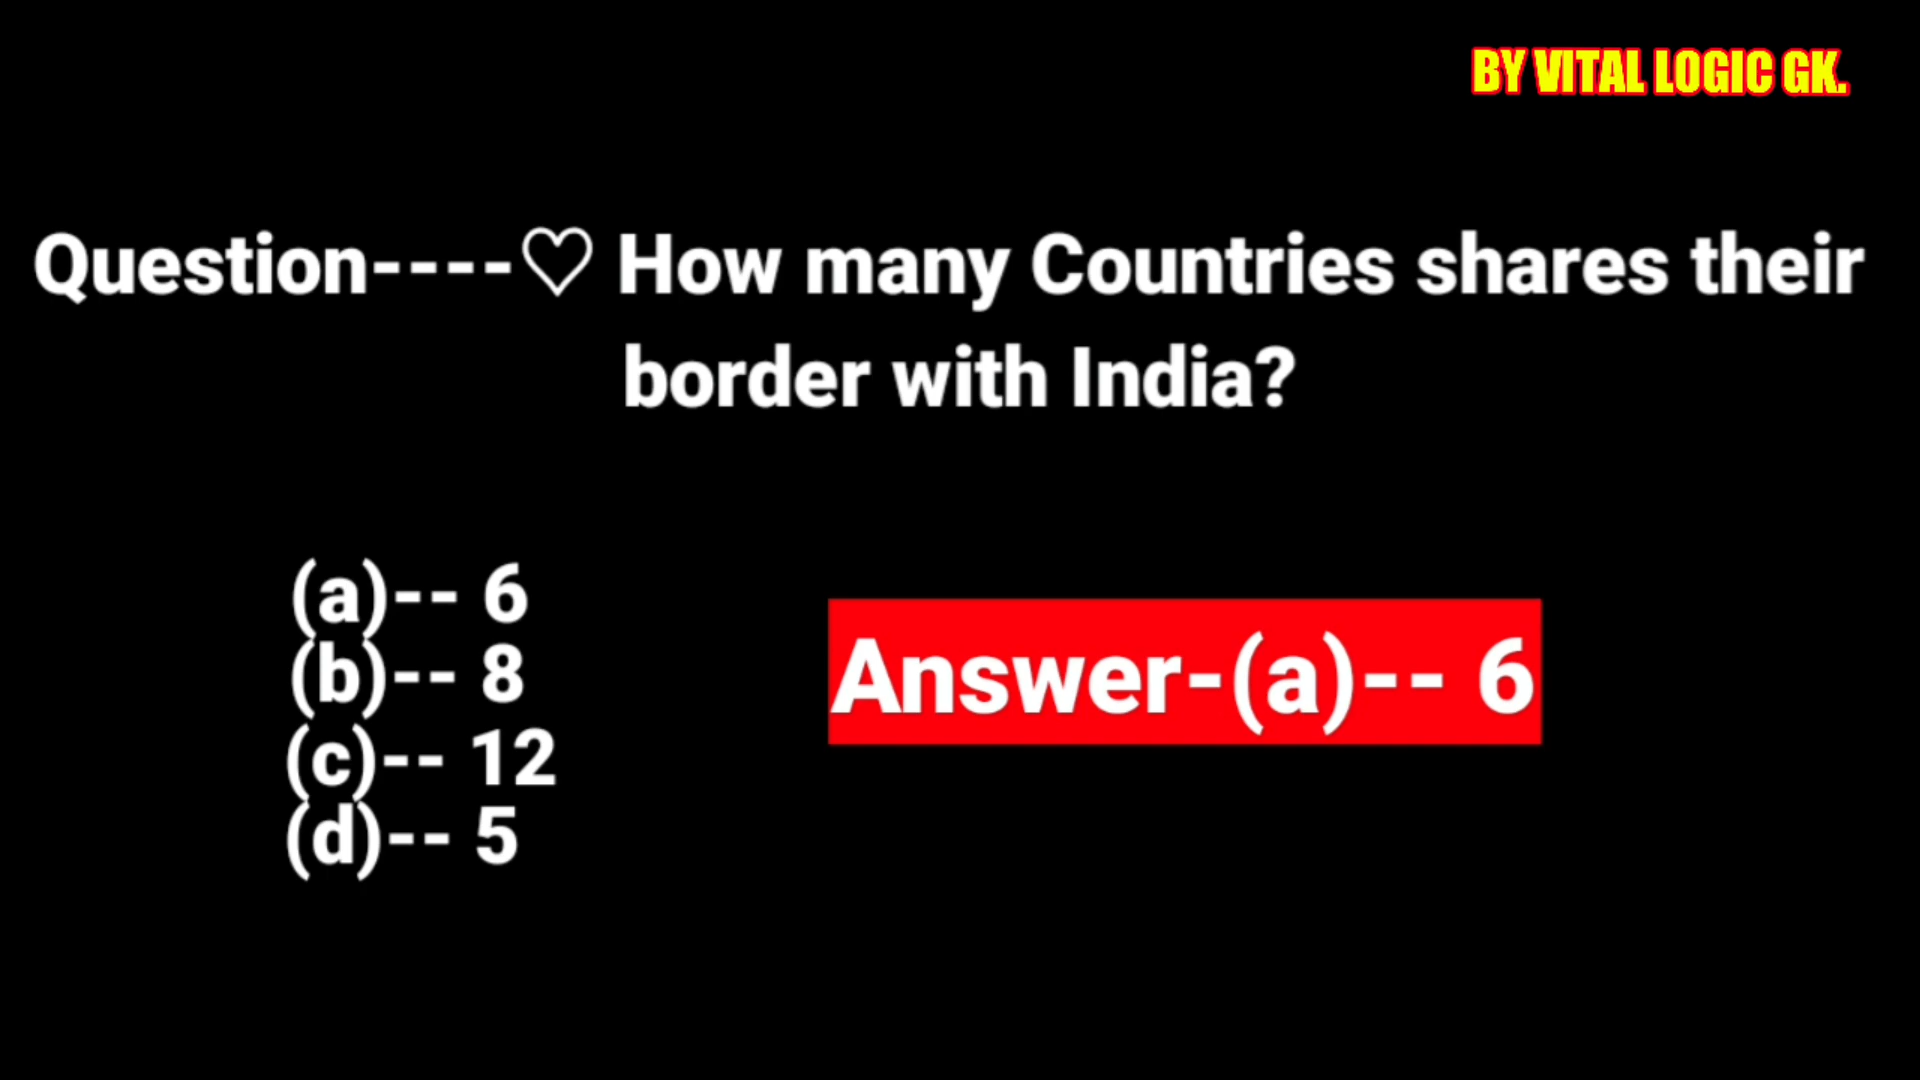 BY VITAL LOGIC GK.
Question----♡ How many Countries shares their
border with India?
(a)-- 6
(b)-- 8
(c)-- 12
(d)-- 5
Answer-(a)-- 6